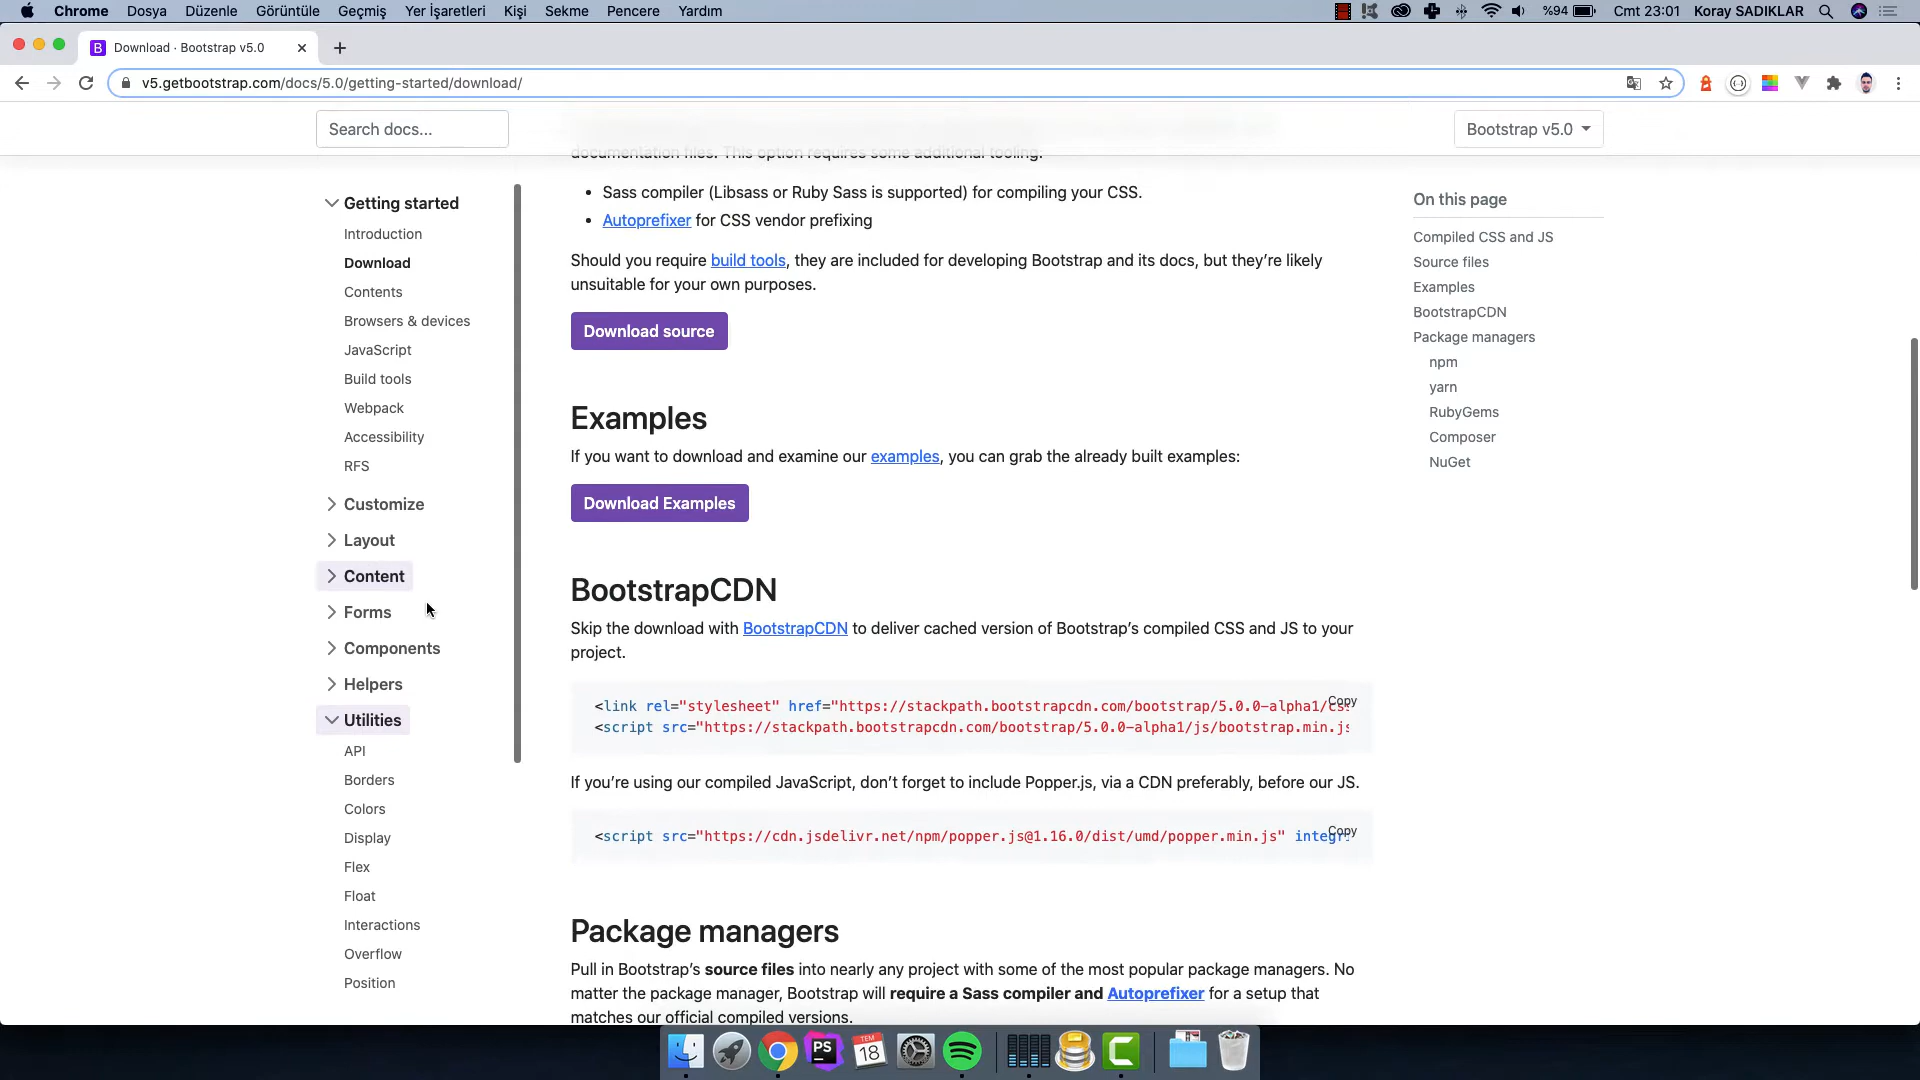 Chrome Dosya Düzenle Görüntüle Geçmiş Yer İşaretleri Kişi Sekme Pencere Yardım %94 Cmt 23:01 Koray SADIKLAR
Download · Bootstrap v5.0
v5.getbootstrap.com/docs/5.0/getting-started/download/
Search docs...
Bootstrap v5.0
Getting started
Introduction
Download
Contents
Browsers & devices
JavaScript
Build tools
Webpack
Accessibility
RFS
Customize
Layout
Content
Forms
Components
Helpers
Utilities
API
Borders
Colors
Display
Flex
Float
Interactions
Overflow
Position
documentation files. This option requires some additional tooling:
• Sass compiler (Libsass or Ruby Sass is supported) for compiling your CSS.
• Autoprefixer for CSS vendor prefixing
Should you require build tools, they are included for developing Bootstrap and its docs, but they’re likely
unsuitable for your own purposes.
Download source
Examples
If you want to download and examine our examples, you can grab the already built examples:
Download Examples
BootstrapCDN
Skip the download with BootstrapCDN to deliver cached version of Bootstrap’s compiled CSS and JS to your
project.
Copy
<link rel="stylesheet" href="https://stackpath.bootstrapcdn.com/bootstrap/5.0.0-alpha1/css
<script src="https://stackpath.bootstrapcdn.com/bootstrap/5.0.0-alpha1/js/bootstrap.min.js
If you’re using our compiled JavaScript, don’t forget to include Popper.js, via a CDN preferably, before our JS.
Copy
<script src="https://cdn.jsdelivr.net/npm/popper.js@1.16.0/dist/umd/popper.min.js" integr
Package managers
Pull in Bootstrap’s source files into nearly any project with some of the most popular package managers. No
matter the package manager, Bootstrap will require a Sass compiler and Autoprefixer for a setup that
matches our official compiled versions.
On this page
Compiled CSS and JS
Source files
Examples
BootstrapCDN
Package managers
npm
yarn
RubyGems
Composer
NuGet
PS
TEM
18